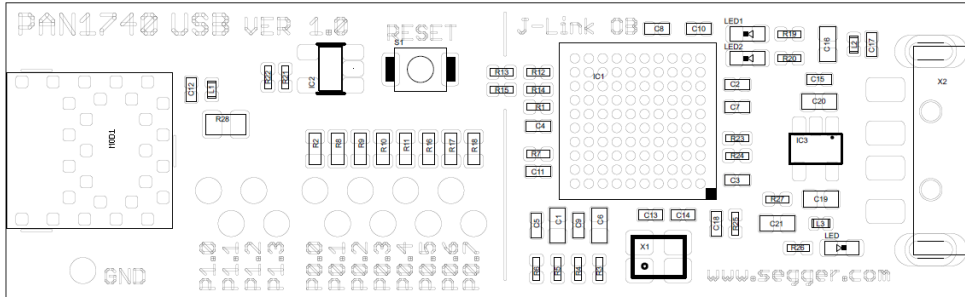 PAN1740 USB VER 1.0
RESET
J-Link OB
C8
C10
LED1
R19
C16
L2
C17
S1
IC2
R22
R21
C12
L1
R28
MOD1
R13
R12
R15
R14
R1
C4
R7
C11
IC1
LED2
R20
C2
C15
C7
C20
X2
R23
R24
IC3
C3
R2
R8
R9
R10
R11
R16
R17
R18
R27
C19
C5
C1
C9
C6
C13
C14
C18
R25
C21
L3
R26
LED
X1
R6
R5
R4
R3
GND
P1.0
P1.1
P1.2
P1.3
P0.0
P0.1
P0.2
P0.3
P0.4
P0.5
P0.6
P0.7
www.segger.com